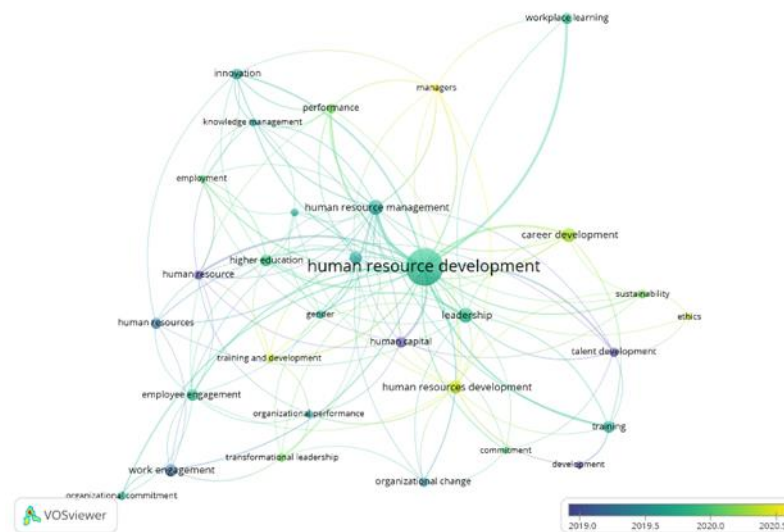 workplace learning
innovation
managers
performance
knowledge management
employment
human resource management
career development
higher education
human resource development
human resource
sustainability
gender
leadership
ethics
human resources
human capital
talent development
training and development
human resources development
employee engagement
organizational performance
training
commitment
transformational leadership
development
work engagement
organizational change
organizational commitment
VOSviewer
2019.0 2019.5 2020.0